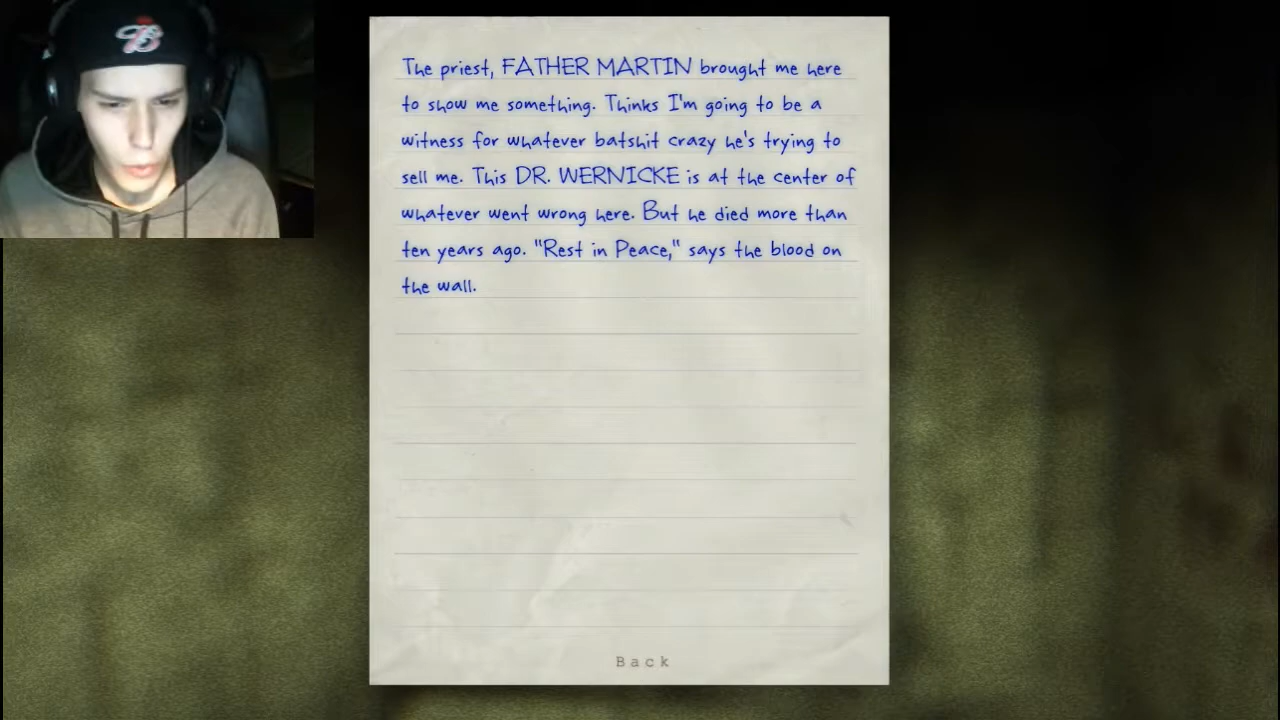 The priest, FATHER MARTIN brought me here
to show me something. Thinks I'm going to be a
witness for whatever batshit crazy he's trying to
sell me. This DR. WERNICKE is at the center of
whatever went wrong here. But he died more than
ten years ago. "Rest in Peace," says the blood on
the wall.
Back